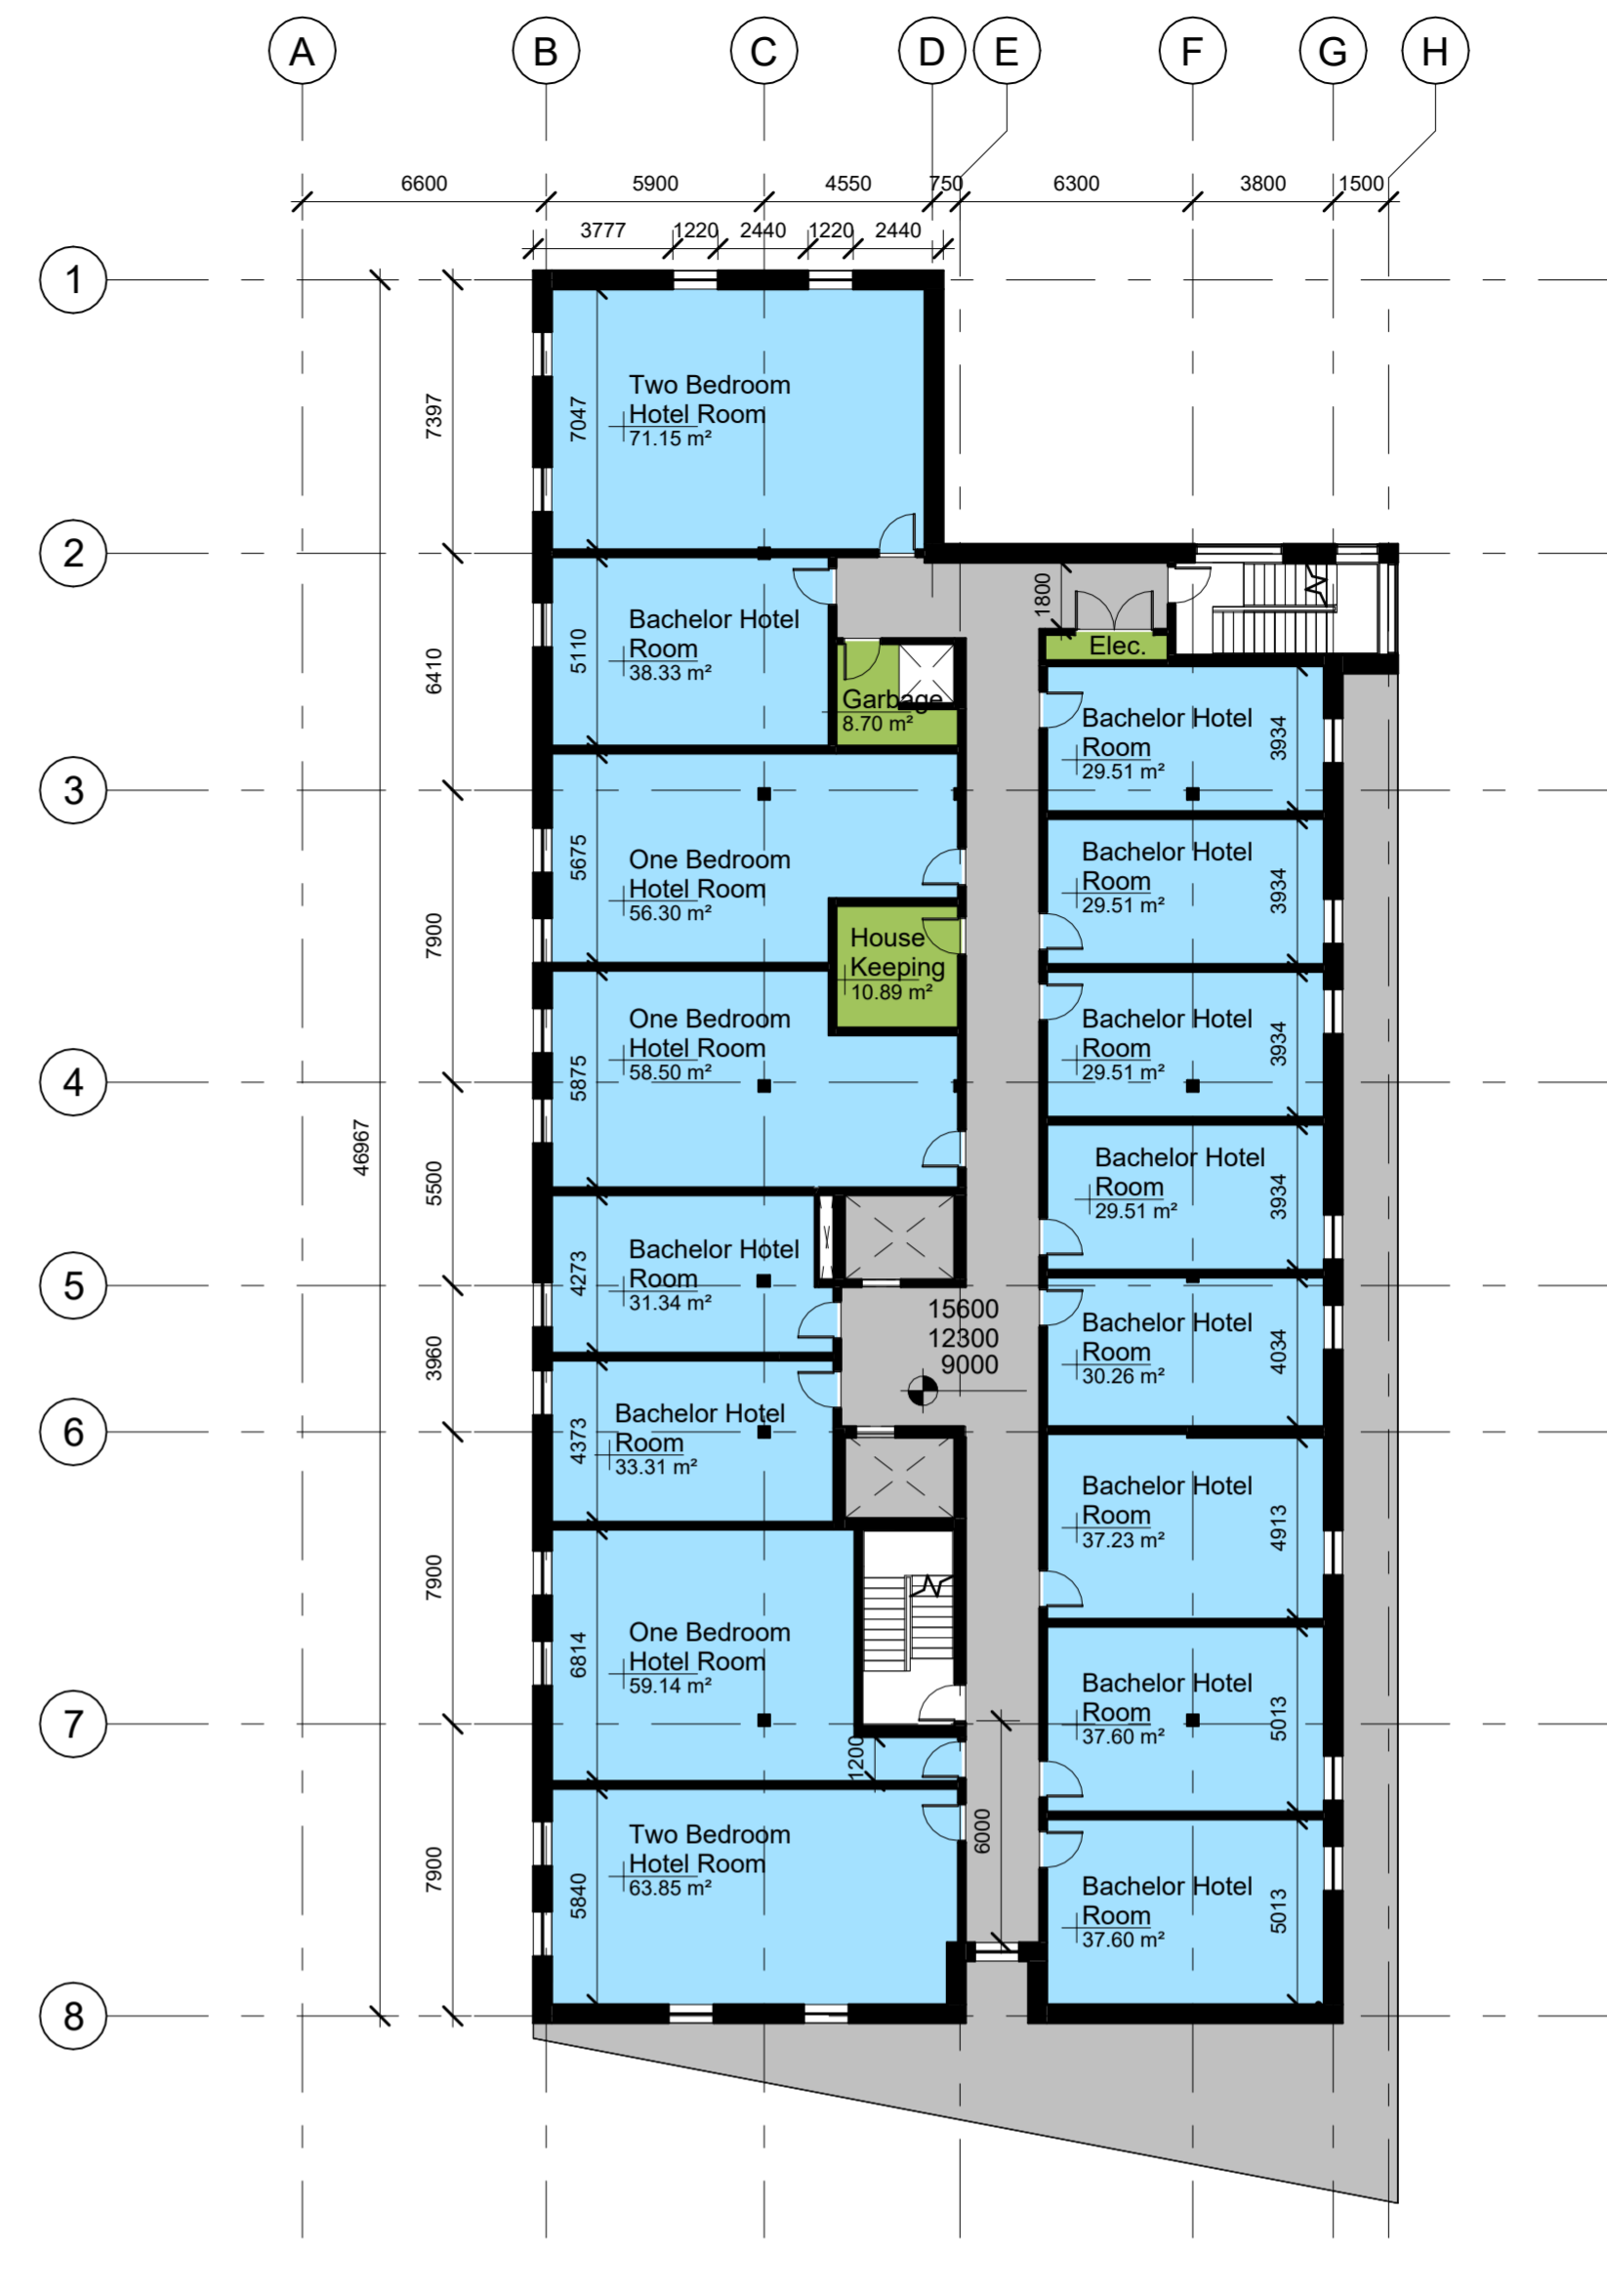 A
B
C
D
E
F
G
H
6600
5900
4550
750
6300
3800
1500
3777
1220
2440
1220
2440
1
7397
7047
Two Bedroom
Hotel Room
71.15 m²
2
1800
Elec.
6410
5110
Bachelor Hotel
Room
38.33 m²
Garbage
8.70 m²
Bachelor Hotel
Room
29.51 m²
3934
3
7900
5675
One Bedroom
Hotel Room
56.30 m²
Bachelor Hotel
Room
29.51 m²
3934
House
Keeping
10.89 m²
One Bedroom
Hotel Room
58.50 m²
5875
Bachelor Hotel
Room
29.51 m²
3934
4
46967
5500
Bachelor Hotel
Room
29.51 m²
3934
4273
Bachelor Hotel
Room
31.34 m²
5
15600
12300
9000
Bachelor Hotel
Room
30.26 m²
4034
3960
4373
Bachelor Hotel
Room
33.31 m²
6
Bachelor Hotel
Room
37.23 m²
4913
7900
6814
One Bedroom
Hotel Room
59.14 m²
Bachelor Hotel
Room
37.60 m²
5013
7
1200
6000
7900
5840
Two Bedroom
Hotel Room
63.85 m²
Bachelor Hotel
Room
37.60 m²
5013
8